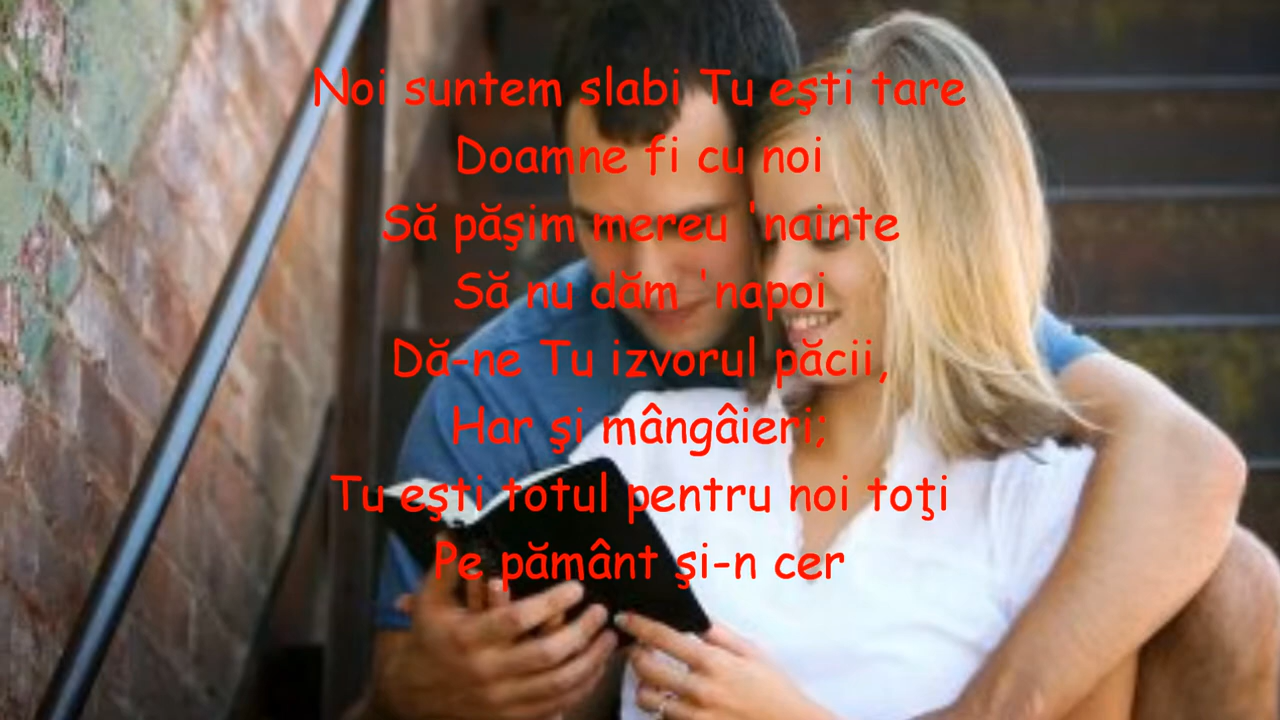 Noi suntem slabi Tu eşti tare
Doamne fi cu noi
Să păşim mereu 'nainte
Să nu dăm 'napoi
Dă-ne Tu izvorul păcii,
Har şi mângâieri;
Tu eşti totul pentru noi toţi
Pe pământ şi-n cer